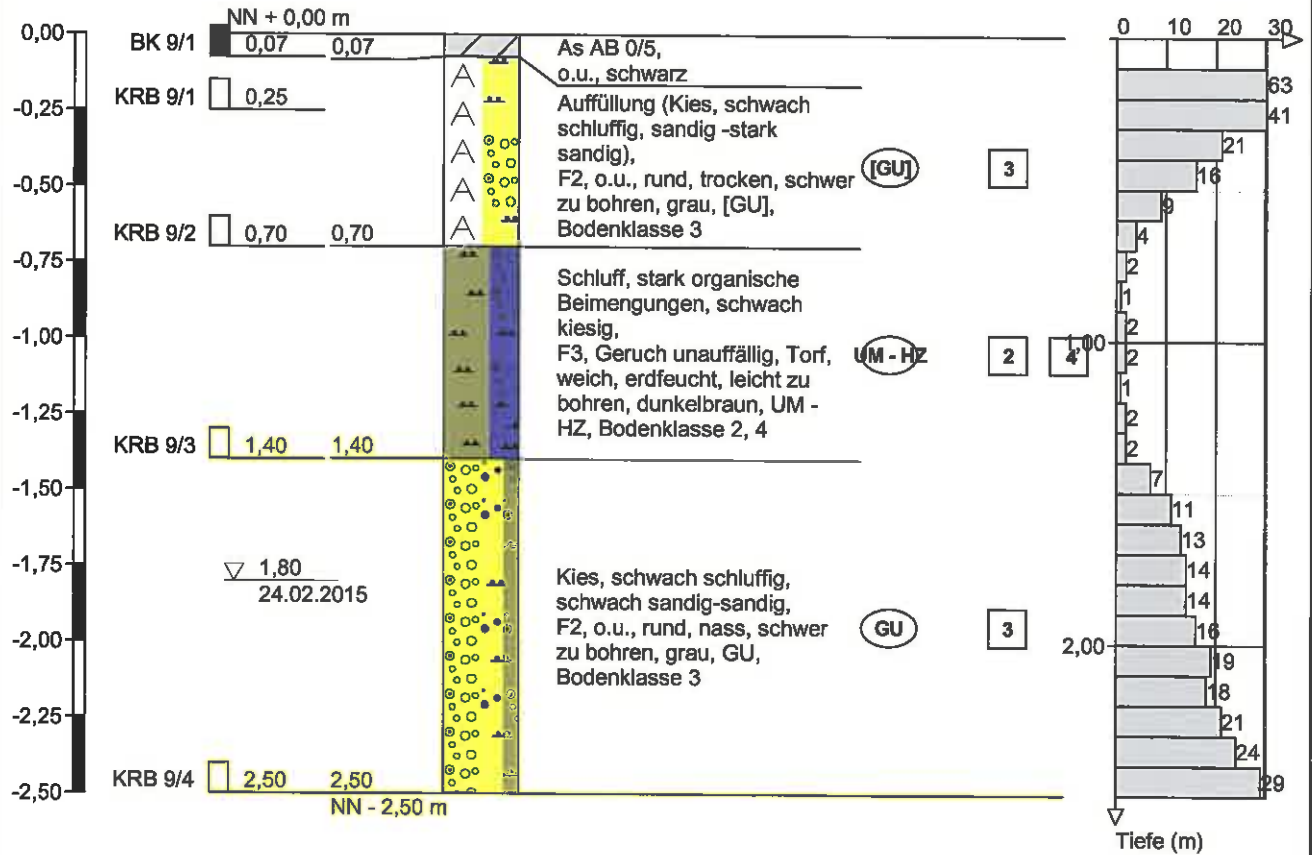 NN + 0,00 m
0,00
-0,25
-0,50
-0,75
-1,00
-1,25
-1,50
-1,75
-2,00
-2,25
-2,50
BK 9/1 0,07 0,07
KRB 9/1 0,25
KRB 9/2 0,70 0,70
KRB 9/3 1,40 1,40
1,80
24.02.2015
KRB 9/4 2,50 2,50
NN - 2,50 m
A
A
A
A
A
As AB 0/5,
o.u., schwarz
Auffüllung (Kies, schwach
schluffig, sandig -stark
sandig),
F2, o.u., rund, trocken, schwer
zu bohren, grau, [GU],
Bodenklasse 3
[GU] 3
Schluff, stark organische
Beimengungen, schwach
kiesig,
F3, Geruch unauffällig, Torf,
weich, erdfeucht, leicht zu
bohren, dunkelbraun, UM -
HZ, Bodenklasse 2, 4
UM - HZ 2 4
Kies, schwach schluffig,
schwach sandig-sandig,
F2, o.u., rund, nass, schwer
zu bohren, grau, GU,
Bodenklasse 3
GU 3
0 10 20 30
63
41
21
16
9
4
2
1
2
1,00
2
1
2
2
7
11
13
14
14
16
2,00
19
18
21
24
29
Tiefe (m)